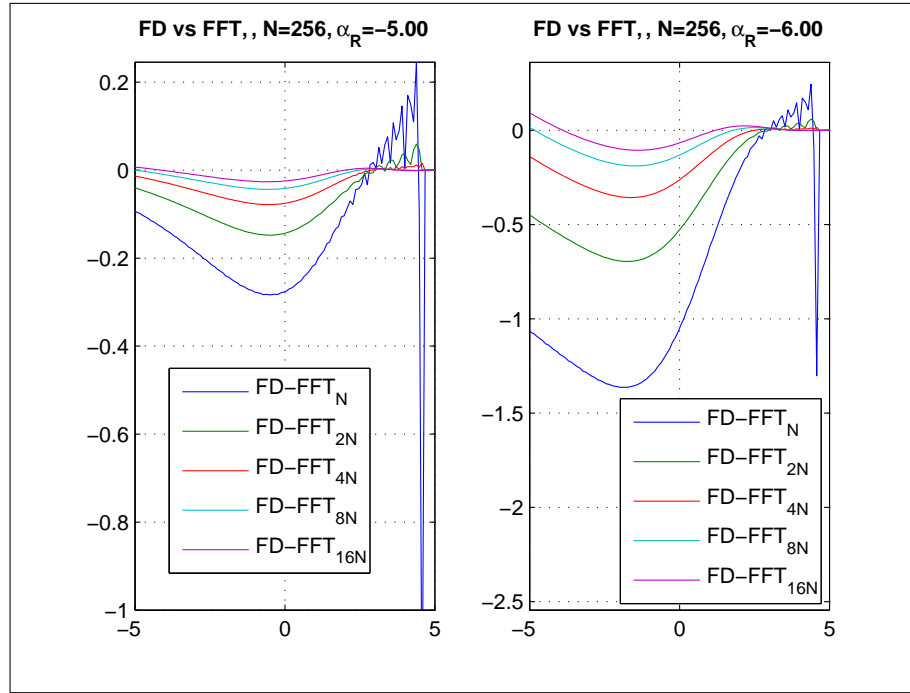 FD vs FFT, , N=256, α_R=−5.00
0.2
0
−0.2
−0.4
−0.6
−0.8
−1
−5
0
5
FD−FFT_N
FD−FFT_2N
FD−FFT_4N
FD−FFT_8N
FD−FFT_16N
FD vs FFT, , N=256, α_R=−6.00
0
−0.5
−1
−1.5
−2
−2.5
−5
0
5
FD−FFT_N
FD−FFT_2N
FD−FFT_4N
FD−FFT_8N
FD−FFT_16N